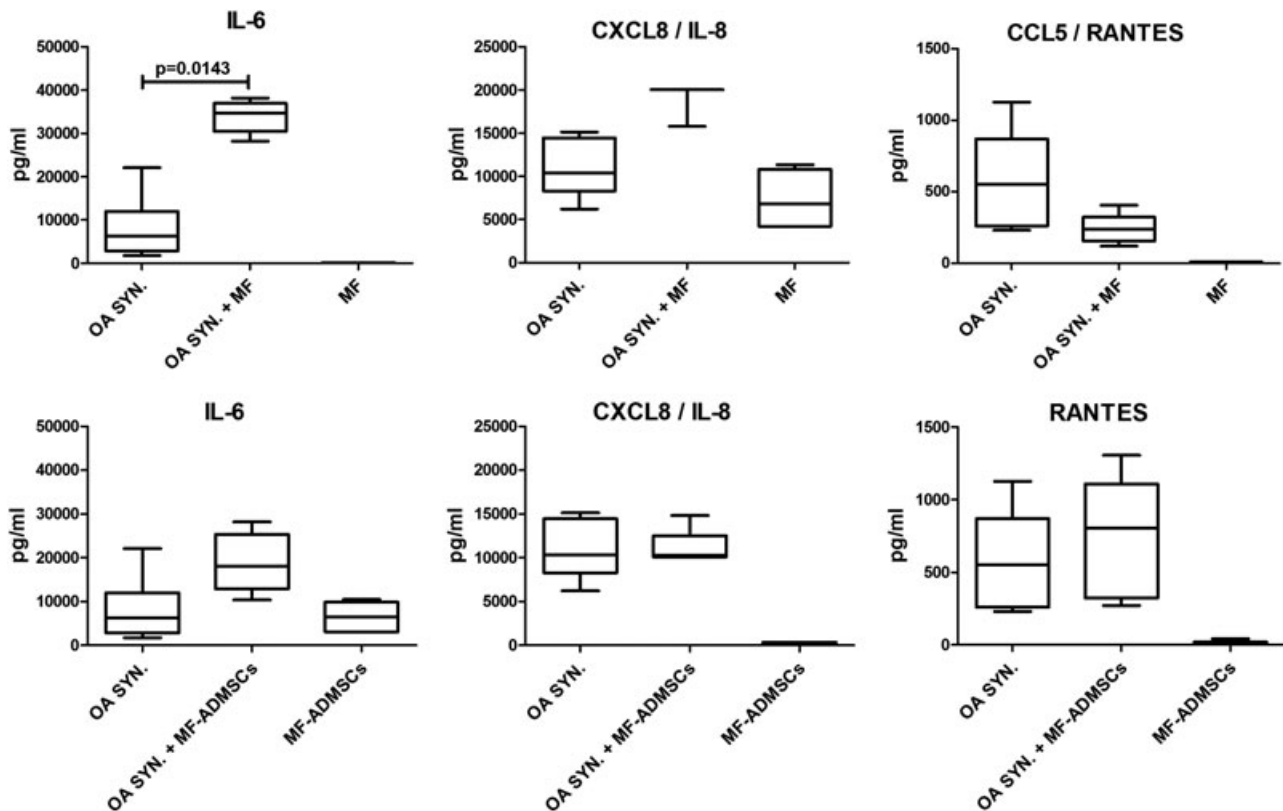 IL-6
50000
40000
30000
20000
10000
0
pg/ml
p=0.0143
OA SYN.
OA SYN. + MF
MF
CXCL8 / IL-8
25000
20000
15000
10000
5000
0
pg/ml
OA SYN.
OA SYN. + MF
MF
CCL5 / RANTES
1500
1000
500
0
pg/ml
OA SYN.
OA SYN. + MF
MF
IL-6
50000
40000
30000
20000
10000
0
pg/ml
OA SYN.
OA SYN. + MF-ADMSCs
MF-ADMSCs
CXCL8 / IL-8
25000
20000
15000
10000
5000
0
pg/ml
OA SYN.
OA SYN. + MF-ADMSCs
MF-ADMSCs
RANTES
1500
1000
500
0
pg/ml
OA SYN.
OA SYN. + MF-ADMSCs
MF-ADMSCs